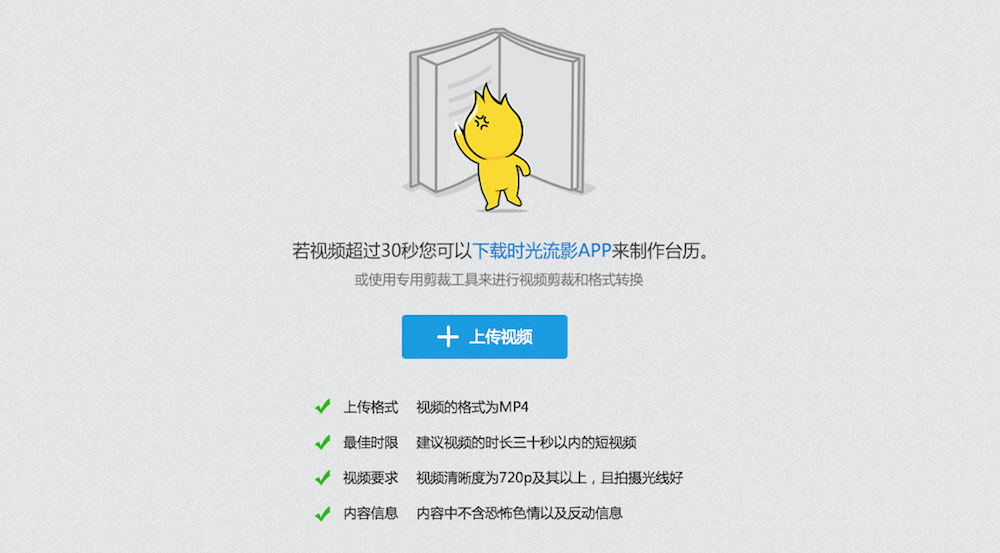 若视频超过30秒您可以下载时光流影APP来制作台历。
或使用专用剪裁工具来进行视频剪裁和格式转换
上传视频
上传格式 视频的格式为MP4
最佳时限 建议视频的时长三十秒以内的短视频
视频要求 视频清晰度为720p及其以上，且拍摄光线好
内容信息 内容中不含恐怖色情以及反动信息